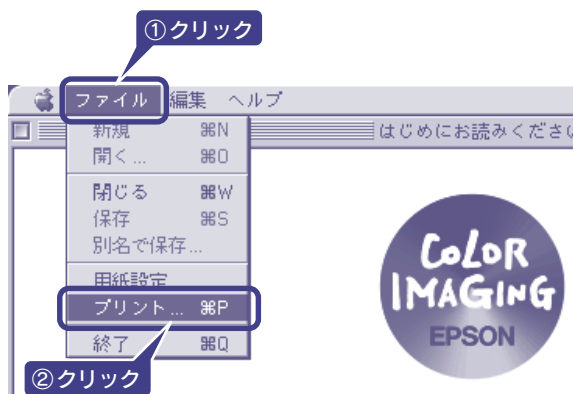 ①クリック
ファイル 編集 ヘルプ
はじめにお読みくださ
新規 ⌘N
開く... ⌘O
閉じる ⌘W
保存 ⌘S
別名で保存...
用紙設定
プリント... ⌘P
終了 ⌘Q
②クリック
COLOR
IMAGING
EPSON